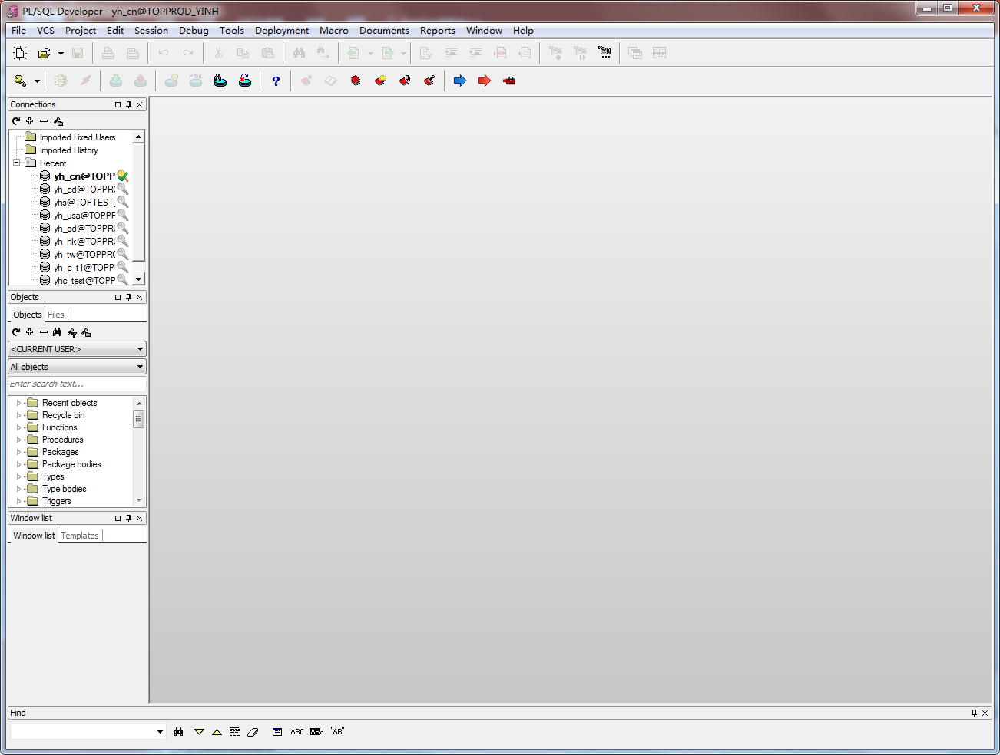 PL/SQL Developer - yh_cn@TOPPROD_YINH
File VCS Project Edit Session Debug Tools Deployment Macro Documents Reports Window Help
SQL
?
Connections
Imported Fixed Users
Imported History
Recent
yh_cn@TOPP
yh_cd@TOPPR
yhs@TOPTEST_
yh_usa@TOPP
yh_od@TOPPR
yh_hk@TOPPR
yh_tw@TOPPR
yh_c_t1@TOPP
yhc_test@TOPP
Objects
Objects Files
<CURRENT USER>
All objects
Enter search text...
Recent objects
Recycle bin
Functions
Procedures
Packages
Package bodies
Types
Type bodies
Triggers
Window list
Window list Templates
Find
ABC ABc "AB"